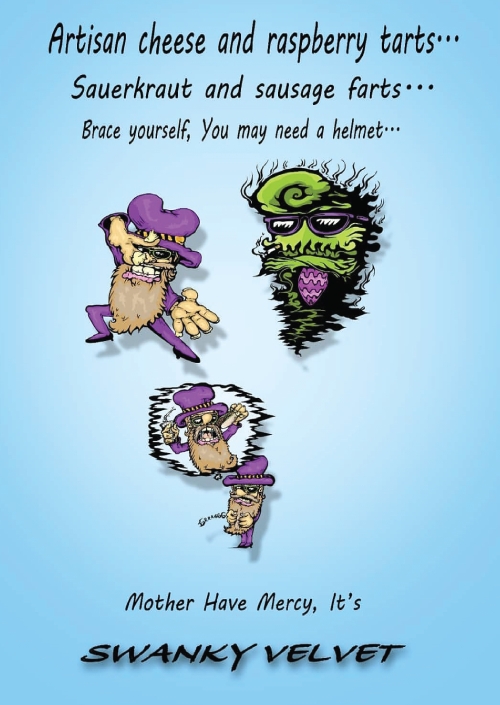 Artisan cheese and raspberry tarts...
Sauerkraut and sausage farts...
Brace yourself, You may need a helmet...
Mother Have Mercy, It's
SWANKY VELVET